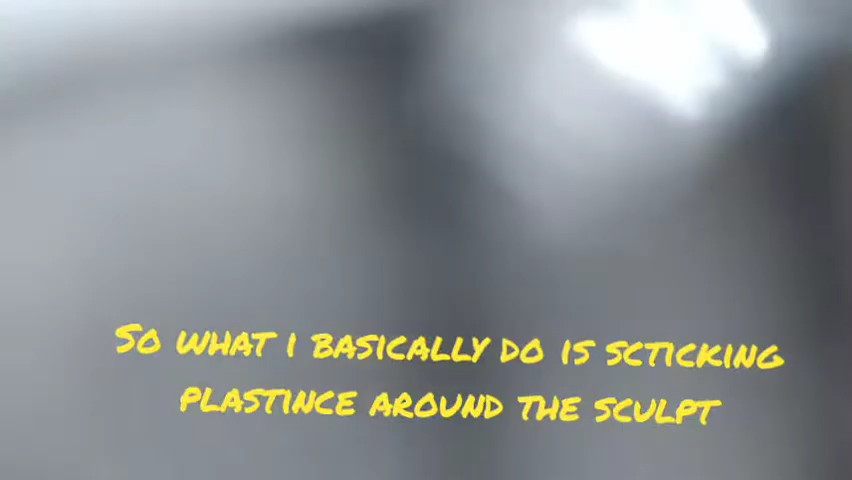 So what i basically do is scticking
plastince around the sculpt